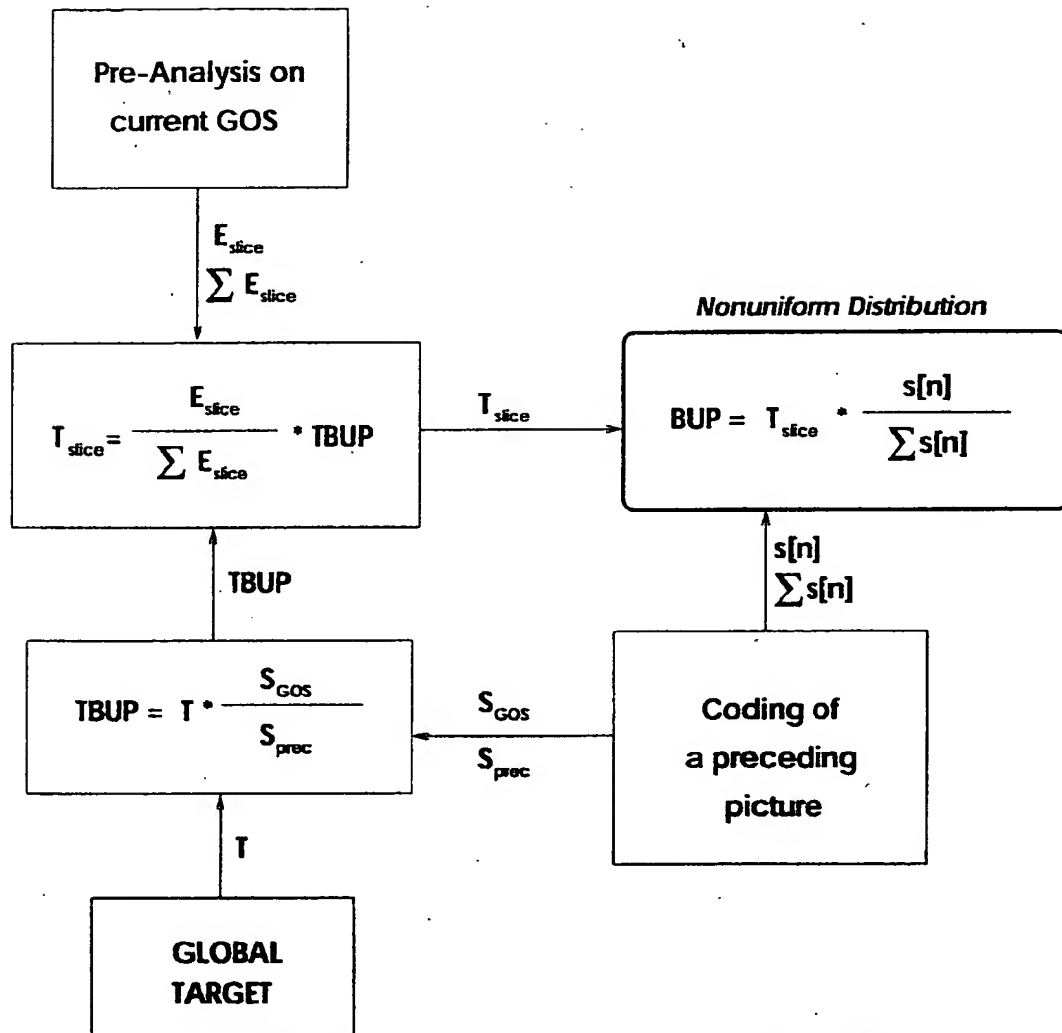 Pre-Analysis on
current GOS
E_slice
∑ E_slice
Nonuniform Distribution
T_slice = E_slice / ∑ E_slice * TBUP
T_slice
BUP = T_slice * s[n] / ∑ s[n]
TBUP
s[n]
∑ s[n]
TBUP = T * S_GOS / S_prec
S_GOS
S_prec
Coding of
a preceding
picture
T
GLOBAL
TARGET